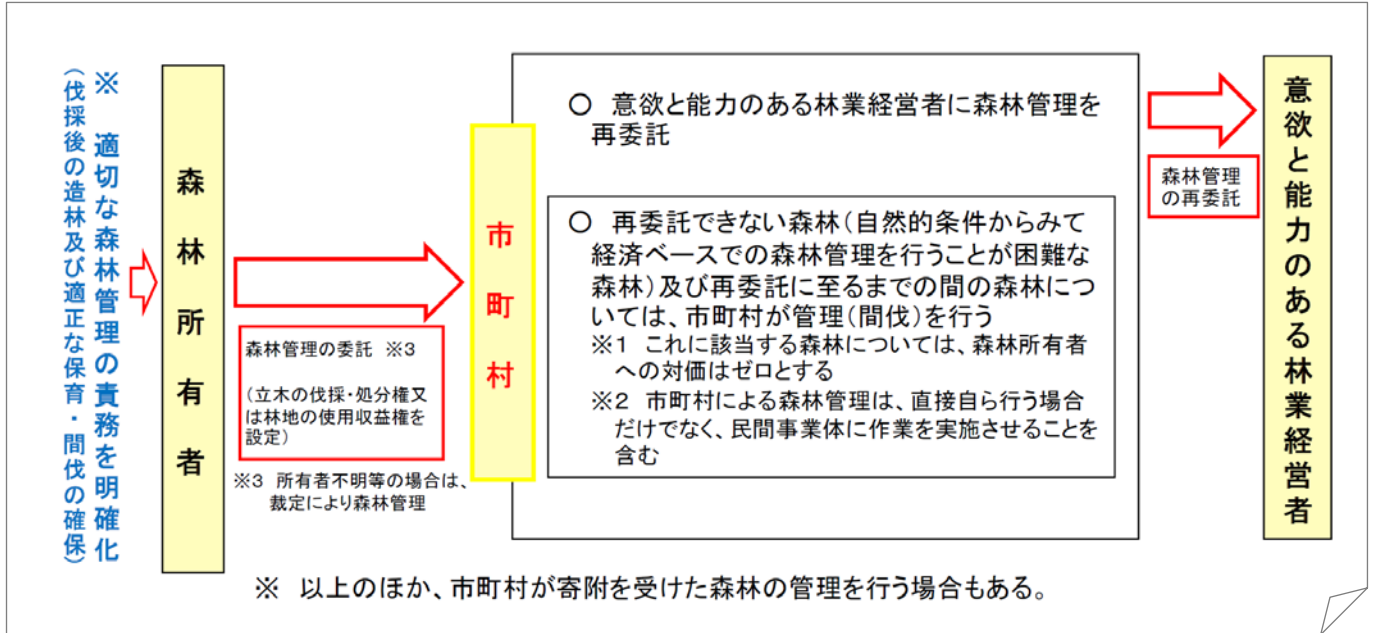 ※ 適切な森林管理の責務を明確化
(伐採後の造林及び適正な保育・間伐の確保)
森林所有者
森林管理の委託 ※3
(立木の伐採・処分権又
は林地の使用収益権を
設定)
※3 所有者不明等の場合は、
裁定により森林管理
市町村
○ 意欲と能力のある林業経営者に森林管理を
再委託
○ 再委託できない森林(自然的条件からみて
経済ベースでの森林管理を行うことが困難な
森林)及び再委託に至るまでの間の森林につ
いては、市町村が管理(間伐)を行う
※1 これに該当する森林については、森林所有者
への対価はゼロとする
※2 市町村による森林管理は、直接自ら行う場合
だけでなく、民間事業体に作業を実施させることを
含む
森林管理
の再委託
意欲と能力のある林業経営者
※ 以上のほか、市町村が寄附を受けた森林の管理を行う場合もある。